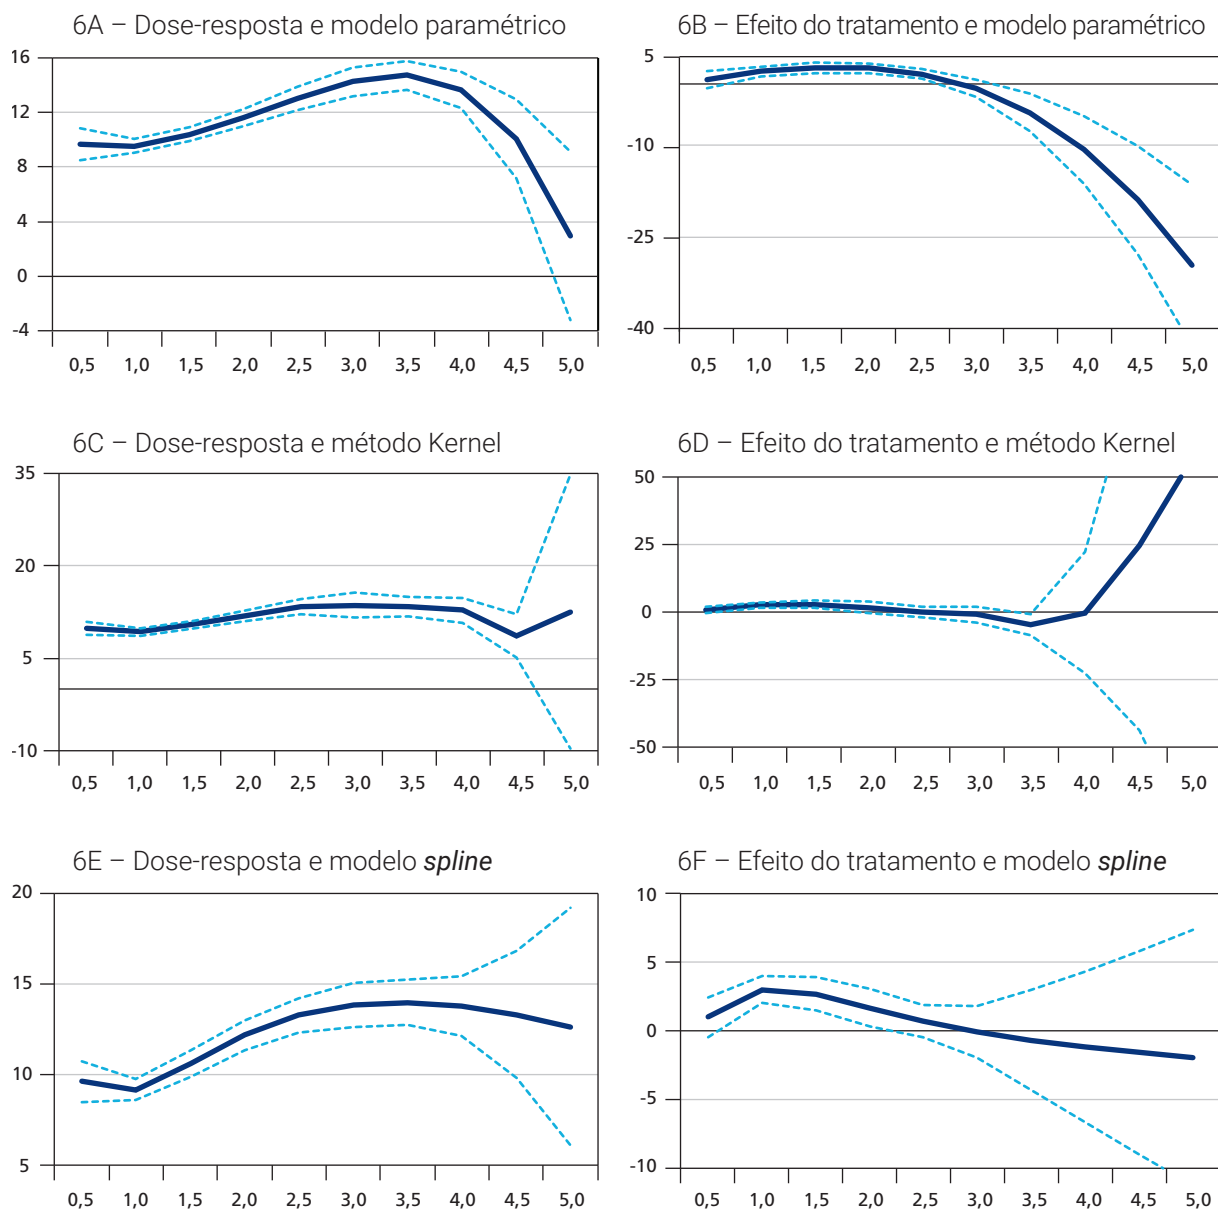 6A – Dose-resposta e modelo paramétrico
16
12
8
4
0
-4
0,5 1,0 1,5 2,0 2,5 3,0 3,5 4,0 4,5 5,0
6B – Efeito do tratamento e modelo paramétrico
5
-10
-25
-40
0,5 1,0 1,5 2,0 2,5 3,0 3,5 4,0 4,5 5,0
6C – Dose-resposta e método Kernel
35
20
5
-10
0,5 1,0 1,5 2,0 2,5 3,0 3,5 4,0 4,5 5,0
6D – Efeito do tratamento e método Kernel
50
25
0
-25
-50
0,5 1,0 1,5 2,0 2,5 3,0 3,5 4,0 4,5 5,0
6E – Dose-resposta e modelo spline
20
15
10
5
0,5 1,0 1,5 2,0 2,5 3,0 3,5 4,0 4,5 5,0
6F – Efeito do tratamento e modelo spline
10
5
0
-5
-10
0,5 1,0 1,5 2,0 2,5 3,0 3,5 4,0 4,5 5,0